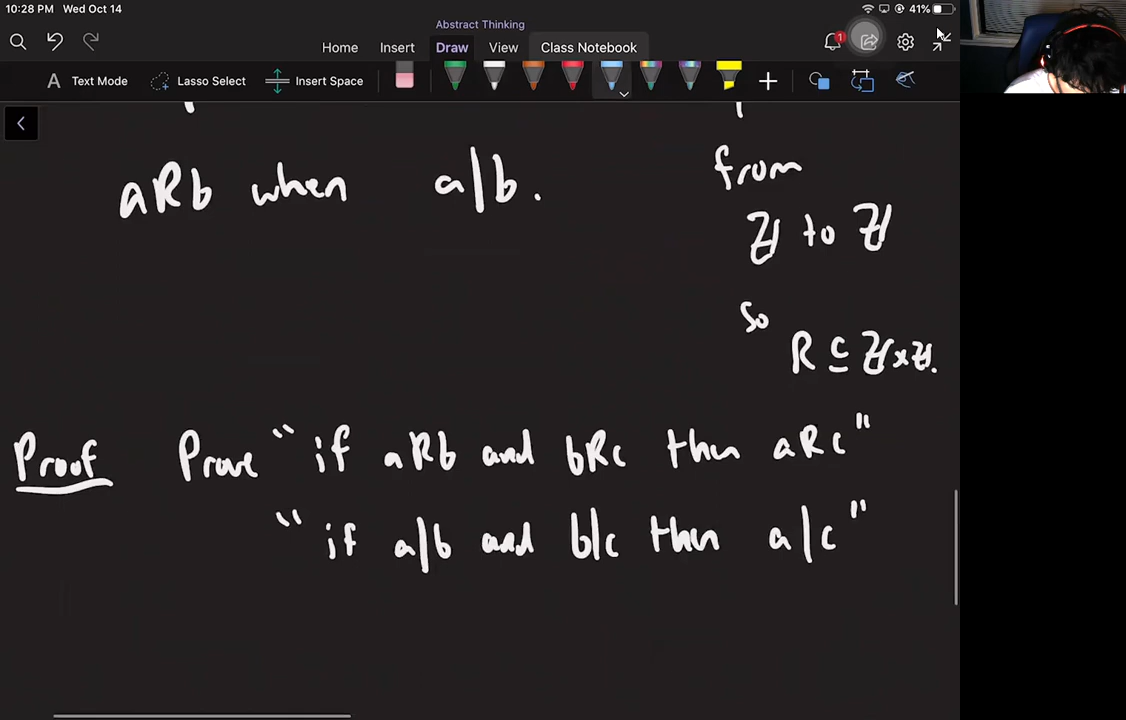 10:28 PM Wed Oct 14
41%
Abstract Thinking
Home Insert Draw View Class Notebook
1
Text Mode Lasso Select Insert Space
aRb when a|b.
from
ℤ to ℤ
so
R ⊆ ℤ×ℤ.
Proof Prove "if aRb and bRc then aRc"
"if a|b and b|c then a|c"